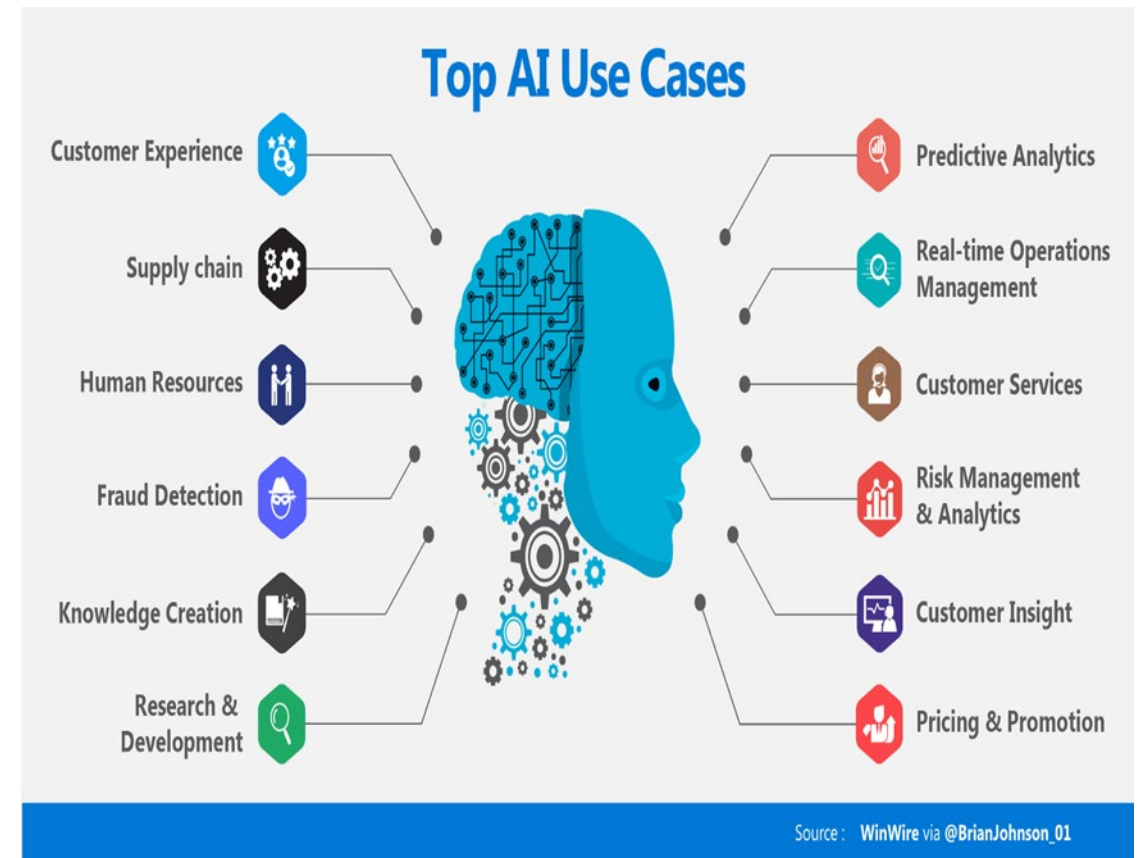 Top AI Use Cases
Customer Experience
Supply chain
Human Resources
Fraud Detection
Knowledge Creation
Research &
Development
Predictive Analytics
Real-time Operations
Management
Customer Services
Risk Management
& Analytics
Customer Insight
Pricing & Promotion
Source : WinWire via @BrianJohnson_01